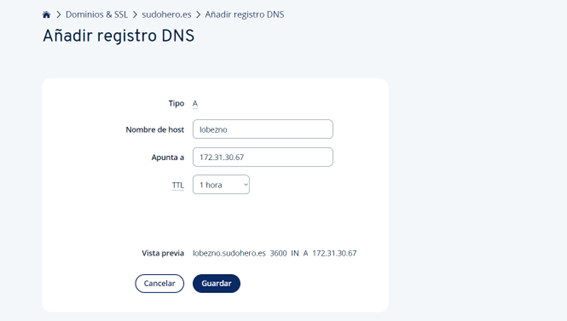 Dominios & SSL > sudohero.es > Añadir registro DNS
Añadir registro DNS
Tipo A
Nombre de host lobezno
Apunta a 172.31.30.67
TTL 1 hora
Vista previa lobezno.sudohero.es 3600 IN A 172.31.30.67
Cancelar Guardar